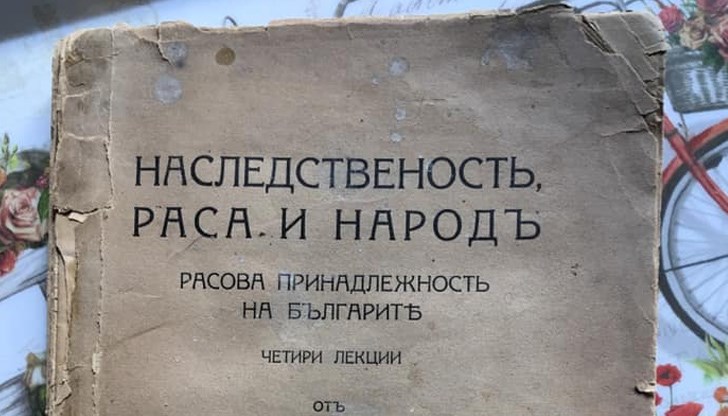 НАСЛЕДСТВЕНОСТЬ,
РАСА И НАРОДЪ
РАСОВА ПРИНАДЛЕЖНОСТЬ
НА БЪЛГАРИТѢ
ЧЕТИРИ ЛЕКЦИИ
ОТЪ